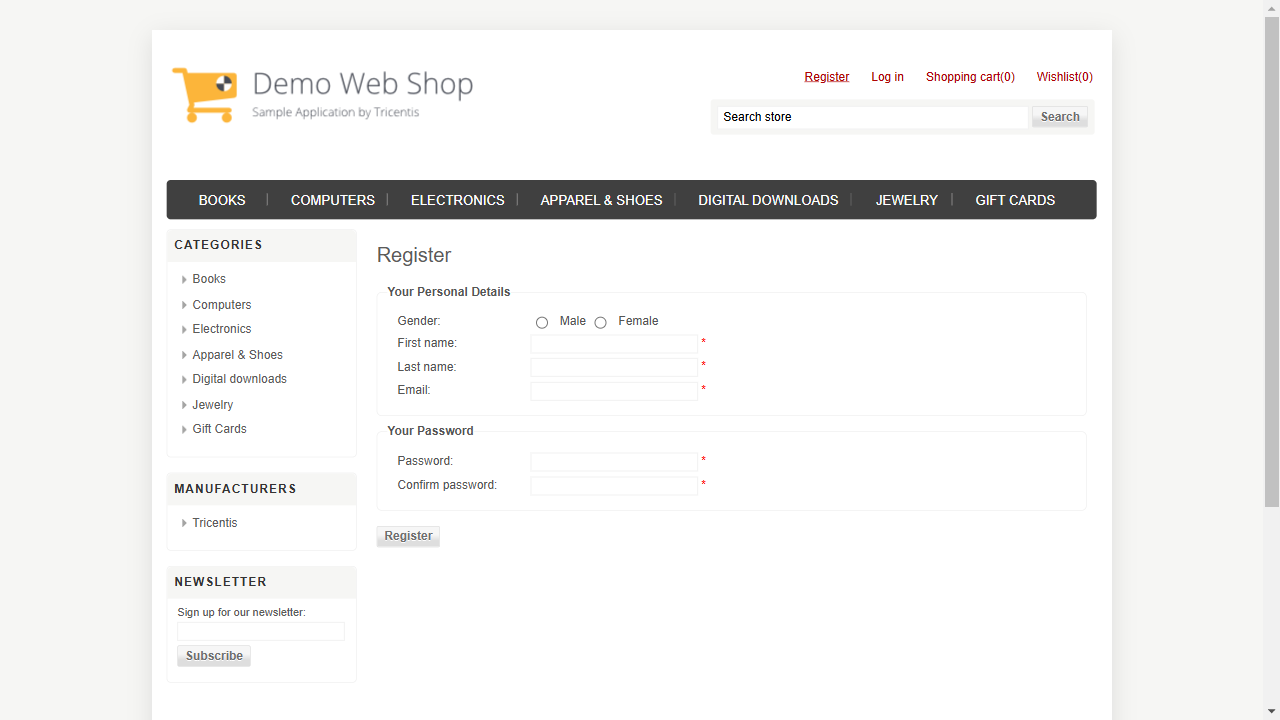 Demo Web Shop
Sample Application by Tricentis
Register Log in Shopping cart(0) Wishlist(0)
Search store Search
BOOKS COMPUTERS ELECTRONICS APPAREL & SHOES DIGITAL DOWNLOADS JEWELRY GIFT CARDS
CATEGORIES
Books
Computers
Electronics
Apparel & Shoes
Digital downloads
Jewelry
Gift Cards
MANUFACTURERS
Tricentis
NEWSLETTER
Sign up for our newsletter:
Subscribe
Register
Your Personal Details
Gender: Male Female
First name: *
Last name: *
Email: *
Your Password
Password: *
Confirm password: *
Register